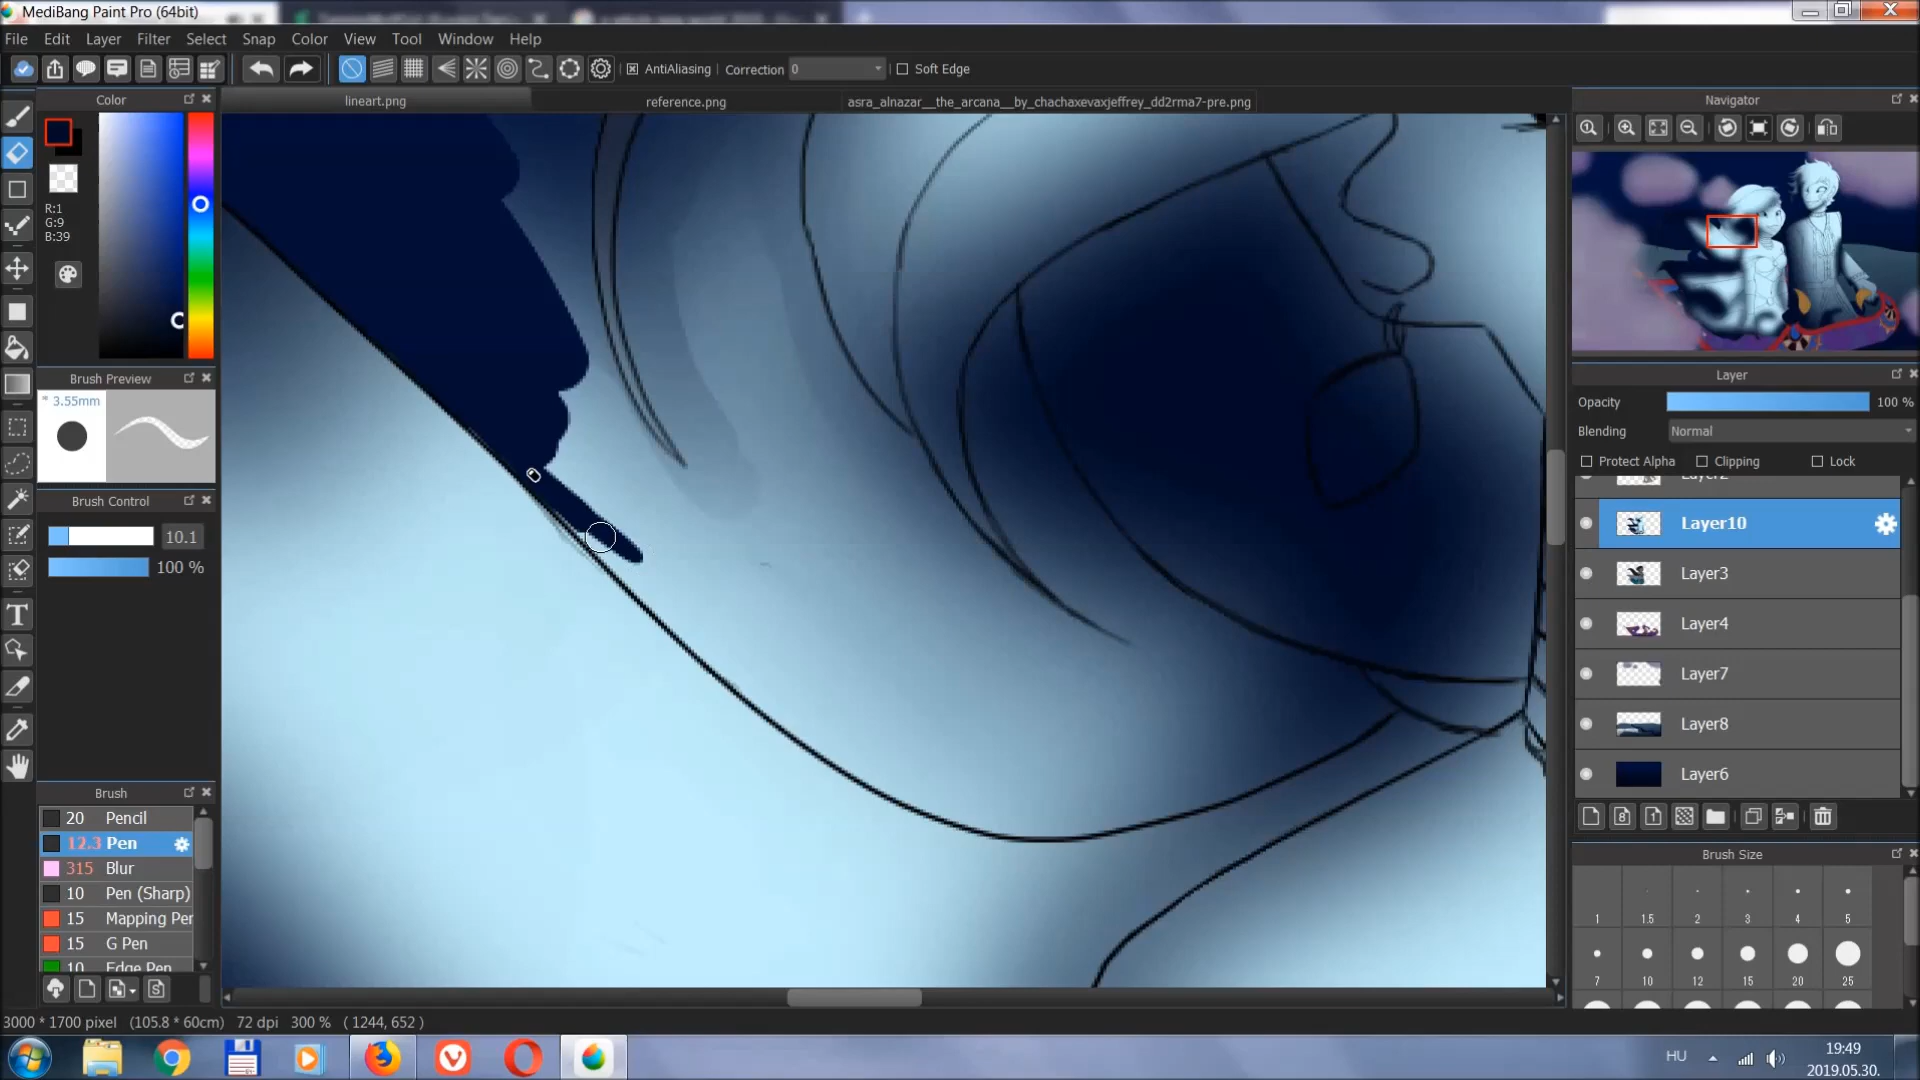 MediBang Paint Pro (64bit)
File Edit Layer Filter Select Snap Color View Tool Window Help
AntiAliasing Correction 0 Soft Edge
Color
lineart.png reference.png asra_alnazar__the_arcana__by_chachaxevaxjeffrey_dd2rma7-pre.png
Navigator
R:1
G:9
B:39
Brush Preview
3.55mm
Brush Control
10.1
100 %
Brush
20 Pencil
12.3 Pen
315 Blur
10 Pen (Sharp)
15 Mapping Pen
15 G Pen
10 Edge Pen
Layer
Opacity 100 %
Blending Normal
Protect Alpha Clipping Lock
Layer2
Layer10
Layer3
Layer4
Layer7
Layer8
Layer6
Brush Size
1 1.5 2 3 4 5
7 10 12 15 20 25
3000 * 1700 pixel (105.8 * 60cm) 72 dpi 300 % ( 1244, 652 )
HU
19:49
2019.05.30.